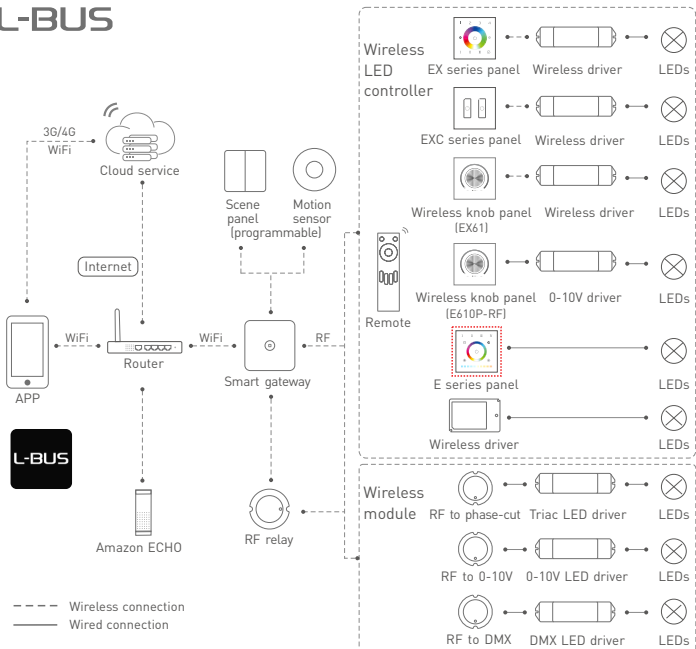 L-BUS
3G/4G
WiFi
Cloud service
Internet
WiFi
WiFi
RF
APP
Router
Smart gateway
Scene
panel
Motion
sensor
(programmable)
L-BUS
Amazon ECHO
RF relay
Wireless connection
Wired connection
Wireless
LED
controller
EX series panel
Wireless driver
LEDs
EXC series panel
Wireless driver
LEDs
Wireless knob panel
(EX61)
Wireless driver
LEDs
Remote
Wireless knob panel
(E610P-RF)
0-10V driver
LEDs
E series panel
LEDs
Wireless driver
LEDs
Wireless
module
RF to phase-cut
Triac LED driver
LEDs
RF to 0-10V
0-10V LED driver
LEDs
RF to DMX
DMX LED driver
LEDs